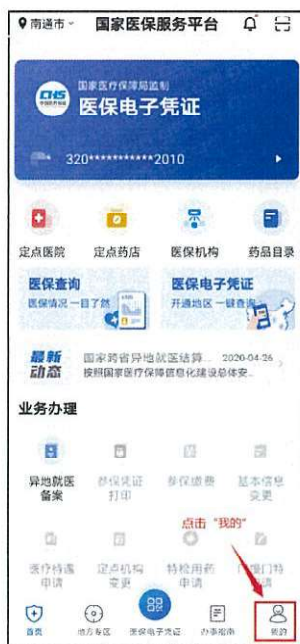 南通市
国家医保服务平台
CHS
国家医疗保障局监制
医保电子凭证
320***********2010
定点医院 定点药店 医保机构 药品目录
医保查询 医保电子凭证
医保情况一目了然 开通地区 一键查询
最新动态
国家跨省异地就医结算... 2020-04-26
按照国家医疗保障信息化建设总体安...
业务办理
异地就医 参保凭证 参保缴费 基本信息
备案 打印 变更
点击 "我的"
医疗待遇 定点机构 特检用药
申请 变更 申请 申请
首页 地方专区 医保电子凭证 办事指南 我的